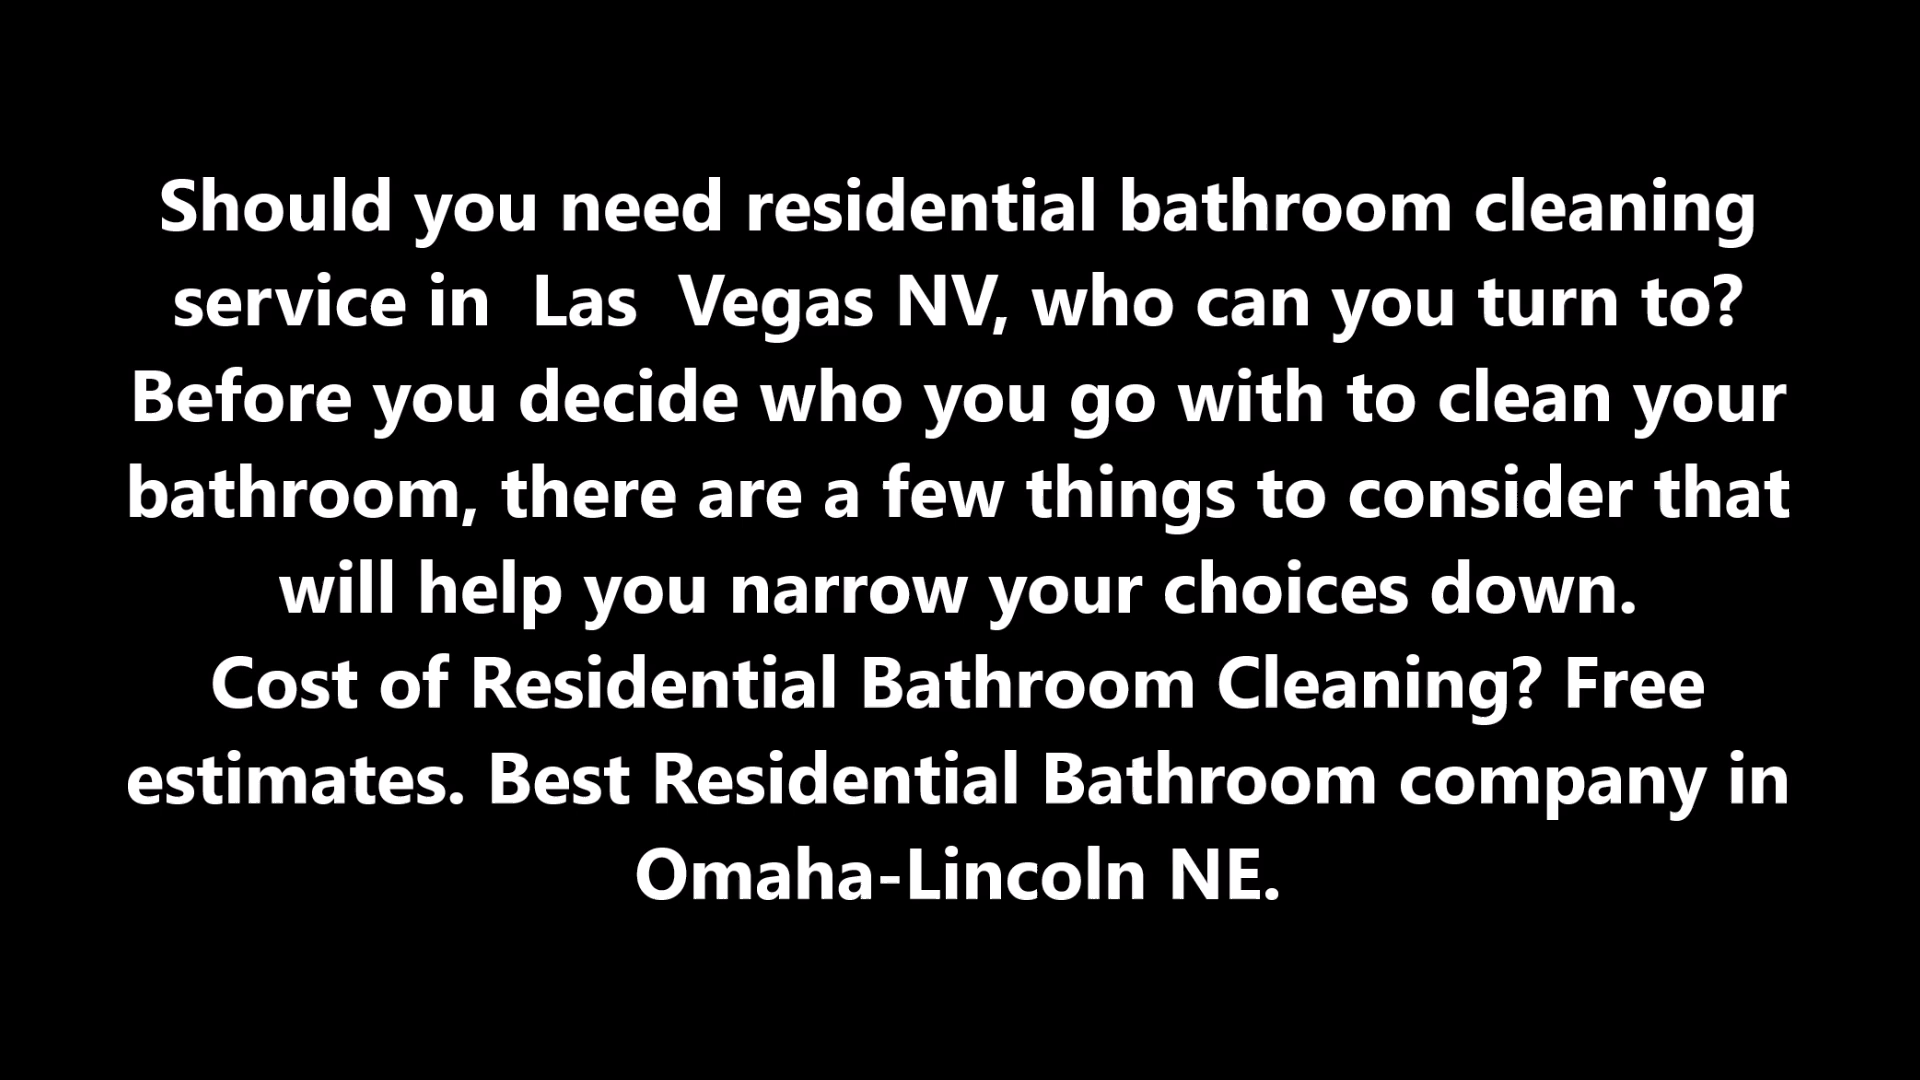 Should you need residential bathroom cleaning
service in  Las  Vegas NV, who can you turn to?
Before you decide who you go with to clean your
bathroom, there are a few things to consider that
will help you narrow your choices down.
Cost of Residential Bathroom Cleaning? Free
estimates. Best Residential Bathroom company in
Omaha-Lincoln NE.